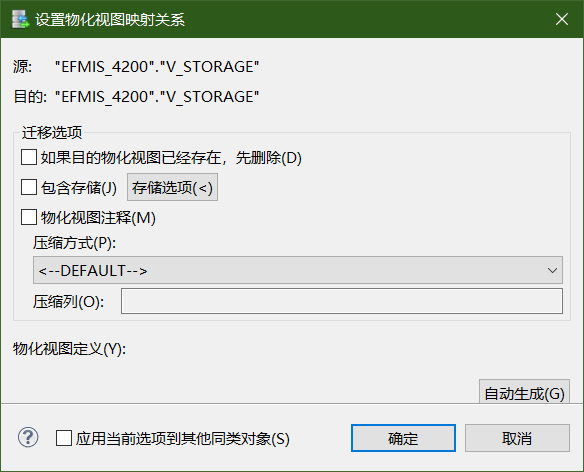 设置物化视图映射关系
源: "EFMIS_4200"."V_STORAGE"
目的: "EFMIS_4200"."V_STORAGE"
迁移选项
如果目的物化视图已经存在，先删除(D)
包含存储(J) 存储选项(<)
物化视图注释(M)
压缩方式(P):
<--DEFAULT-->
压缩列(O):
物化视图定义(Y):
自动生成(G)
? 应用当前选项到其他同类对象(S) 确定 取消